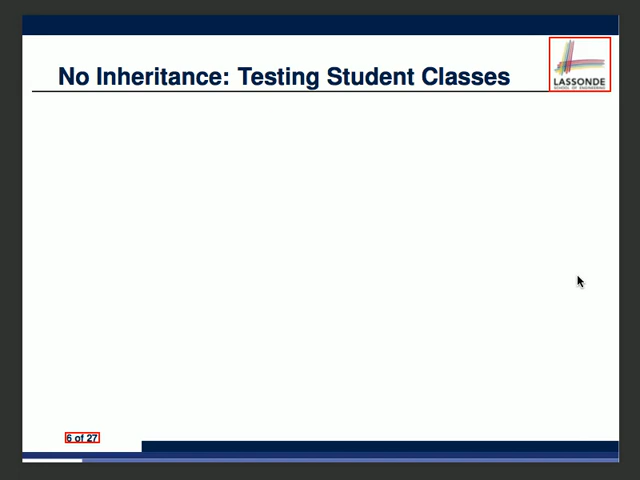 No Inheritance: Testing Student Classes
LASSONDE
SCHOOL OF ENGINEERING
6 of 27